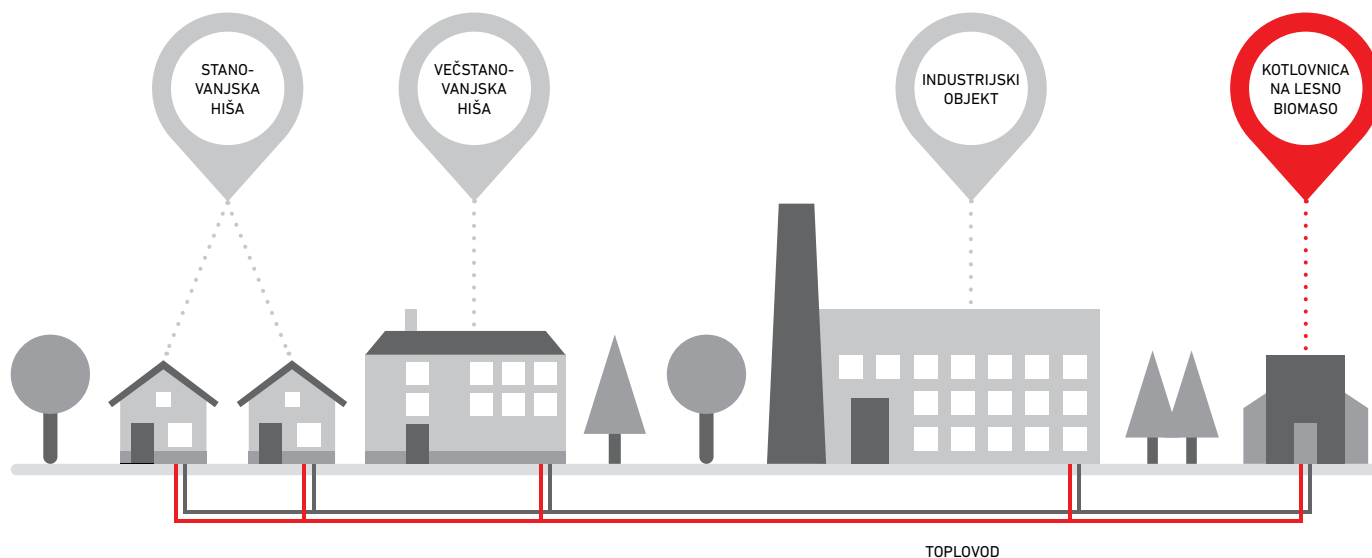 STANO-
VANJSKA
HIŠA
VEČSTANO-
VANJSKA
HIŠA
INDUSTRIJSKI
OBJEKT
KOTLOVNICA
NA LESNO
BIOMASO
TOPLOVOD